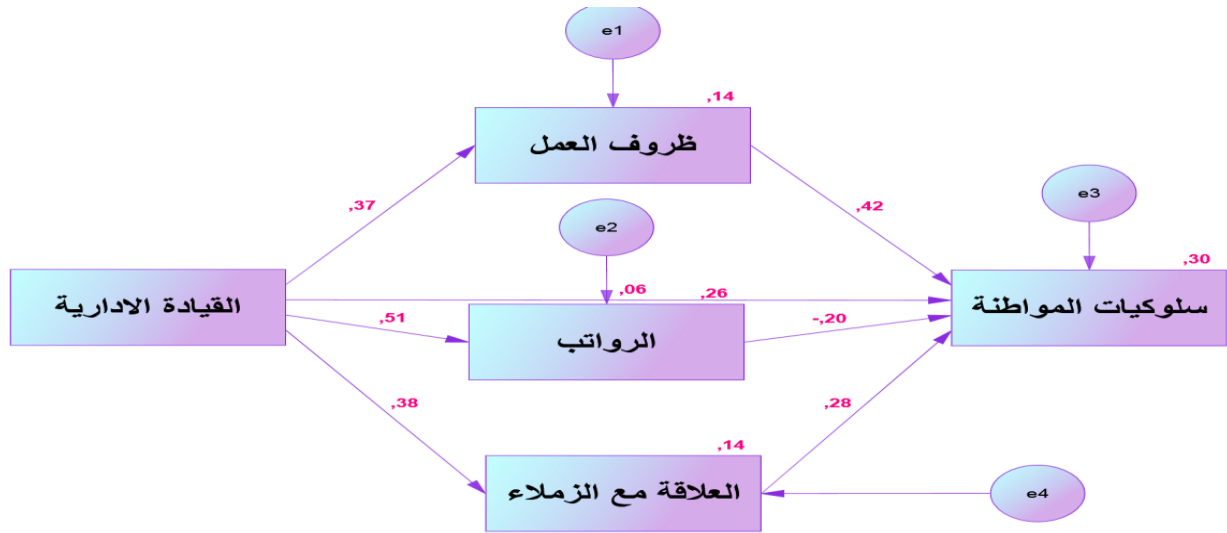 e1
,14
ظروف العمل
,37
,42
e2
e3
,30
القيادة الادارية
,06
,26
سلوكيات المواطنة
,51
-,20
الرواتب
,38
,28
,14
العلاقة مع الزملاء
e4